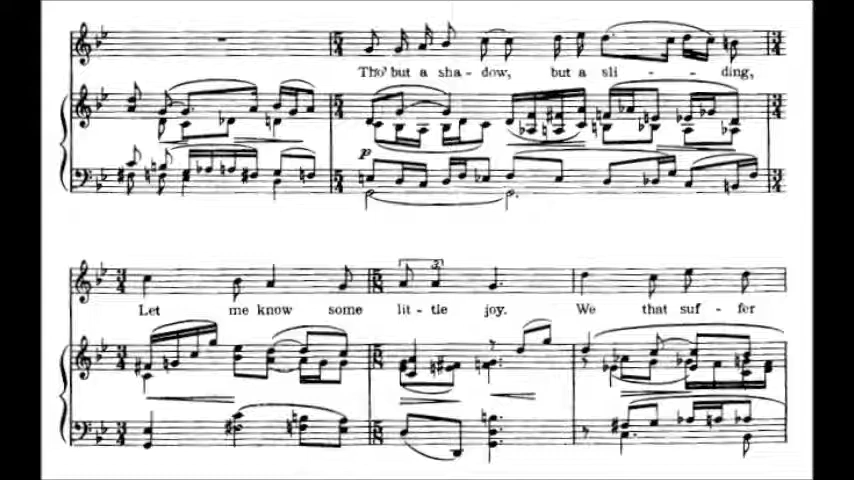 Tho' but a sha - dow, but a sli - - ding,
Let me know some lit - tle joy. We that suf - fer